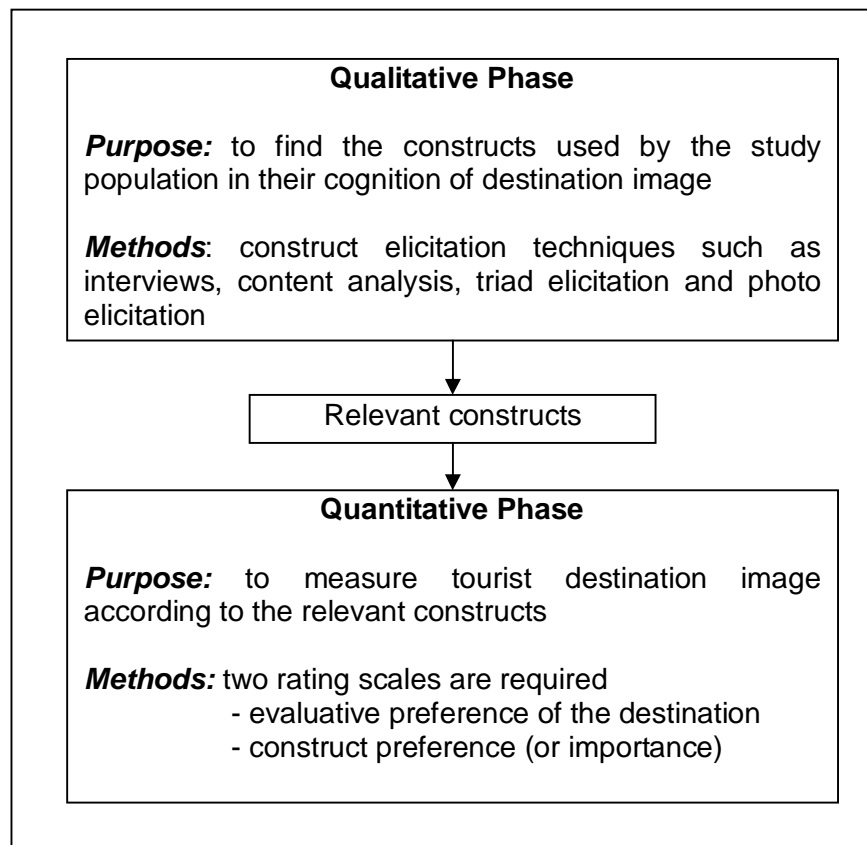 Qualitative Phase
Purpose: to find the constructs used by the study
population in their cognition of destination image
Methods: construct elicitation techniques such as
interviews, content analysis, triad elicitation and photo
elicitation
Relevant constructs
Quantitative Phase
Purpose: to measure tourist destination image
according to the relevant constructs
Methods: two rating scales are required
- evaluative preference of the destination
- construct preference (or importance)